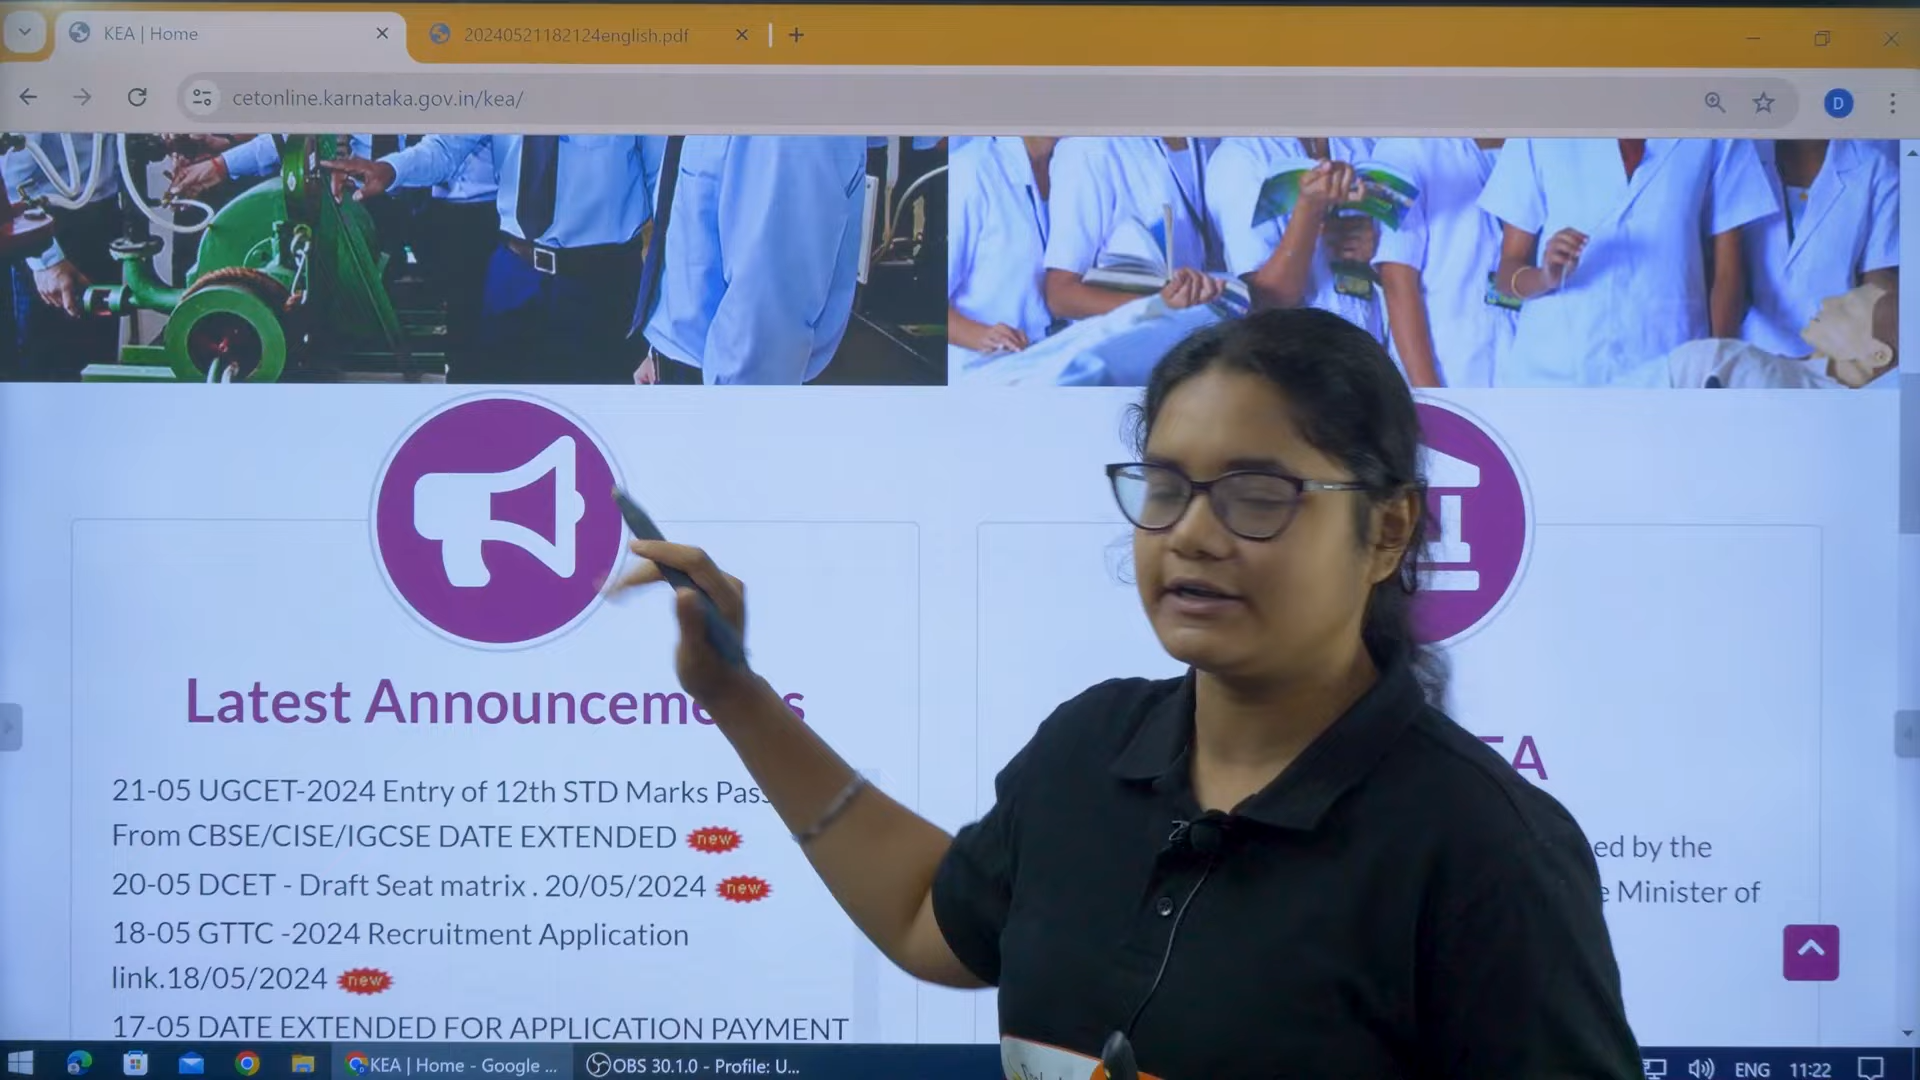 KEA | Home
20240521182124english.pdf
cetonline.karnataka.gov.in/kea/
D
Latest Announcem s
21-05 UGCET-2024 Entry of 12th STD Marks Pass
From CBSE/CISE/IGCSE DATE EXTENDED new
20-05 DCET - Draft Seat matrix . 20/05/2024 new
18-05 GTTC -2024 Recruitment Application
link.18/05/2024 new
17-05 DATE EXTENDED FOR APPLICATION PAYMENT
EA
ed by the
e Minister of
KEA | Home - Google ...
OBS 30.1.0 - Profile: U...
ENG
11:22